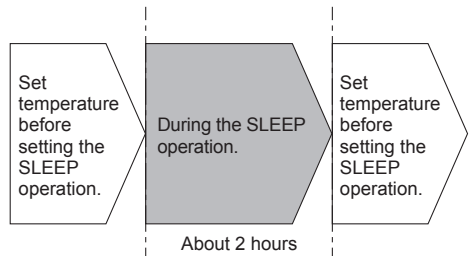 Set
temperature
before
setting the
SLEEP
operation.
During the SLEEP
operation.
Set
temperature
before
setting the
SLEEP
operation.
About 2 hours